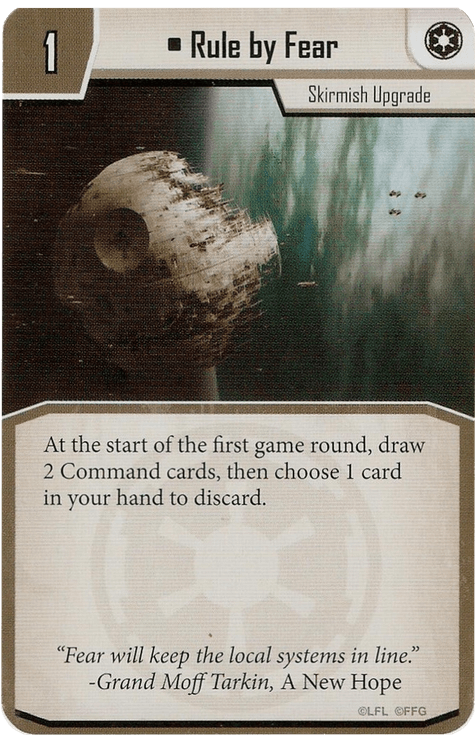 1
▪ Rule by Fear
Skirmish Upgrade
At the start of the first game round, draw
2 Command cards, then choose 1 card
in your hand to discard.
“Fear will keep the local systems in line.”
-Grand Moff Tarkin, A New Hope
©LFL ©FFG